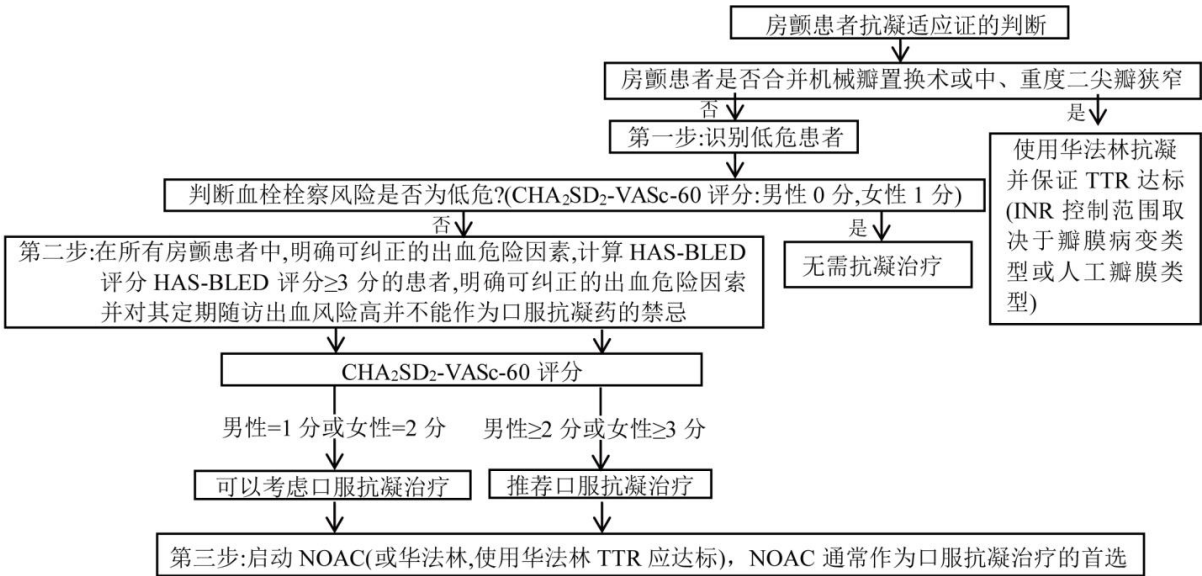 房颤患者抗凝适应证的判断
房颤患者是否合并机械瓣置换术或中、重度二尖瓣狭窄
否
是
第一步:识别低危患者
使用华法林抗凝
并保证 TTR 达标
(INR 控制范围取
决于瓣膜病变类
型或人工瓣膜类
型)
判断血栓栓察风险是否为低危?(CHA₂SD₂-VASc-60 评分:男性 0 分,女性 1 分)
否
是
第二步:在所有房颤患者中,明确可纠正的出血危险因素,计算 HAS-BLED
评分 HAS-BLED 评分≥3 分的患者,明确可纠正的出血危险因素
并对其定期随访出血风险高并不能作为口服抗凝药的禁忌
无需抗凝治疗
CHA₂SD₂-VASc-60 评分
男性=1 分或女性=2 分
男性≥2 分或女性≥3 分
可以考虑口服抗凝治疗
推荐口服抗凝治疗
第三步:启动 NOAC(或华法林,使用华法林 TTR 应达标)，NOAC 通常作为口服抗凝治疗的首选